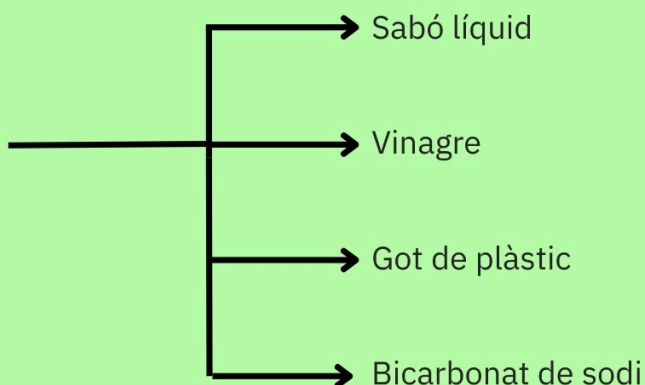 Sabó líquid
Vinagre
Got de plàstic
Bicarbonat de sodi